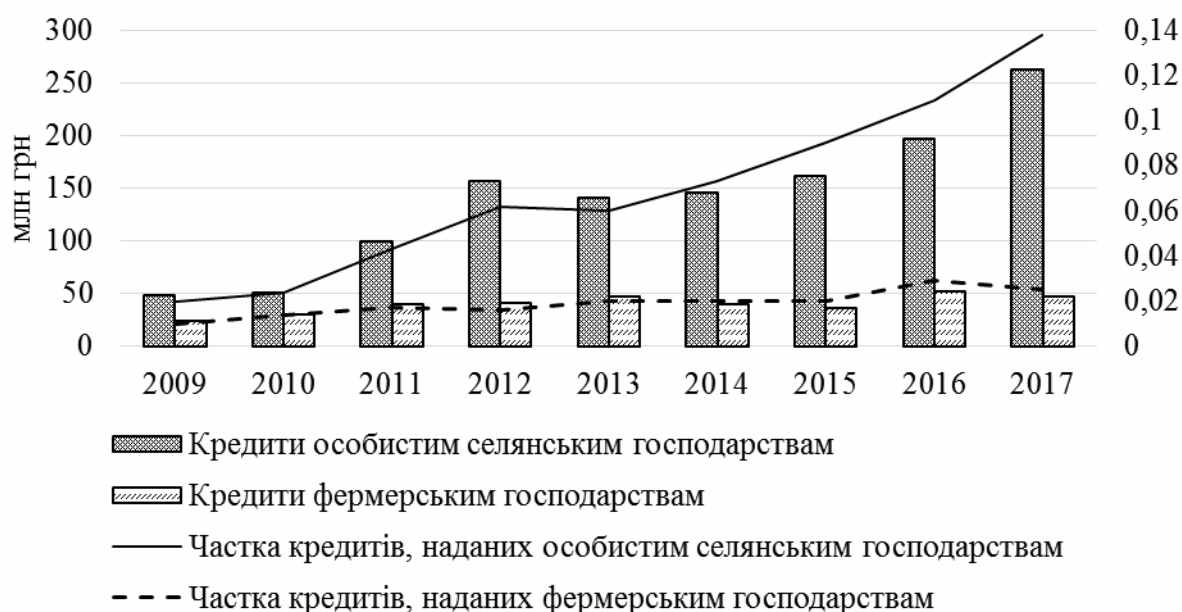 300
250
200
150
100
50
0
млн грн
0,14
0,12
0,1
0,08
0,06
0,04
0,02
0
2009 2010 2011 2012 2013 2014 2015 2016 2017
Кредити особистим селянським господарствам
Кредити фермерським господарствам
Частка кредитів, наданих особистим селянським господарствам
Частка кредитів, наданих фермерським господарствам